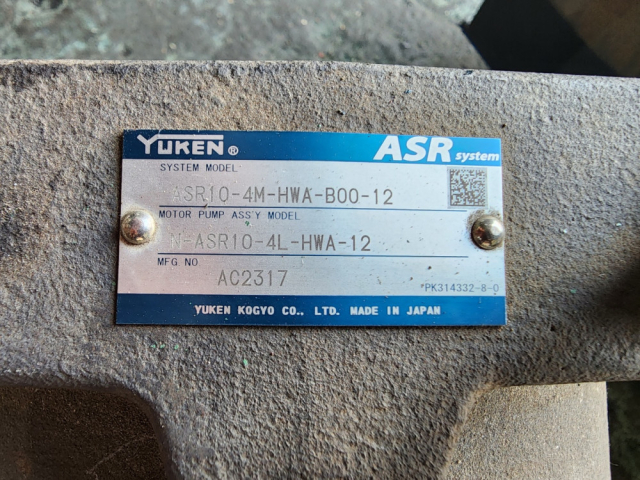 YUKEN® ASR system
SYSTEM MODEL
ASR10-4M-HWA-B00-12
MOTOR PUMP ASS'Y MODEL
N-ASR10-4L-HWA-12
MFG NO.
AC2317
*PK314332-8-0
YUKEN KOGYO CO., LTD. MADE IN JAPAN